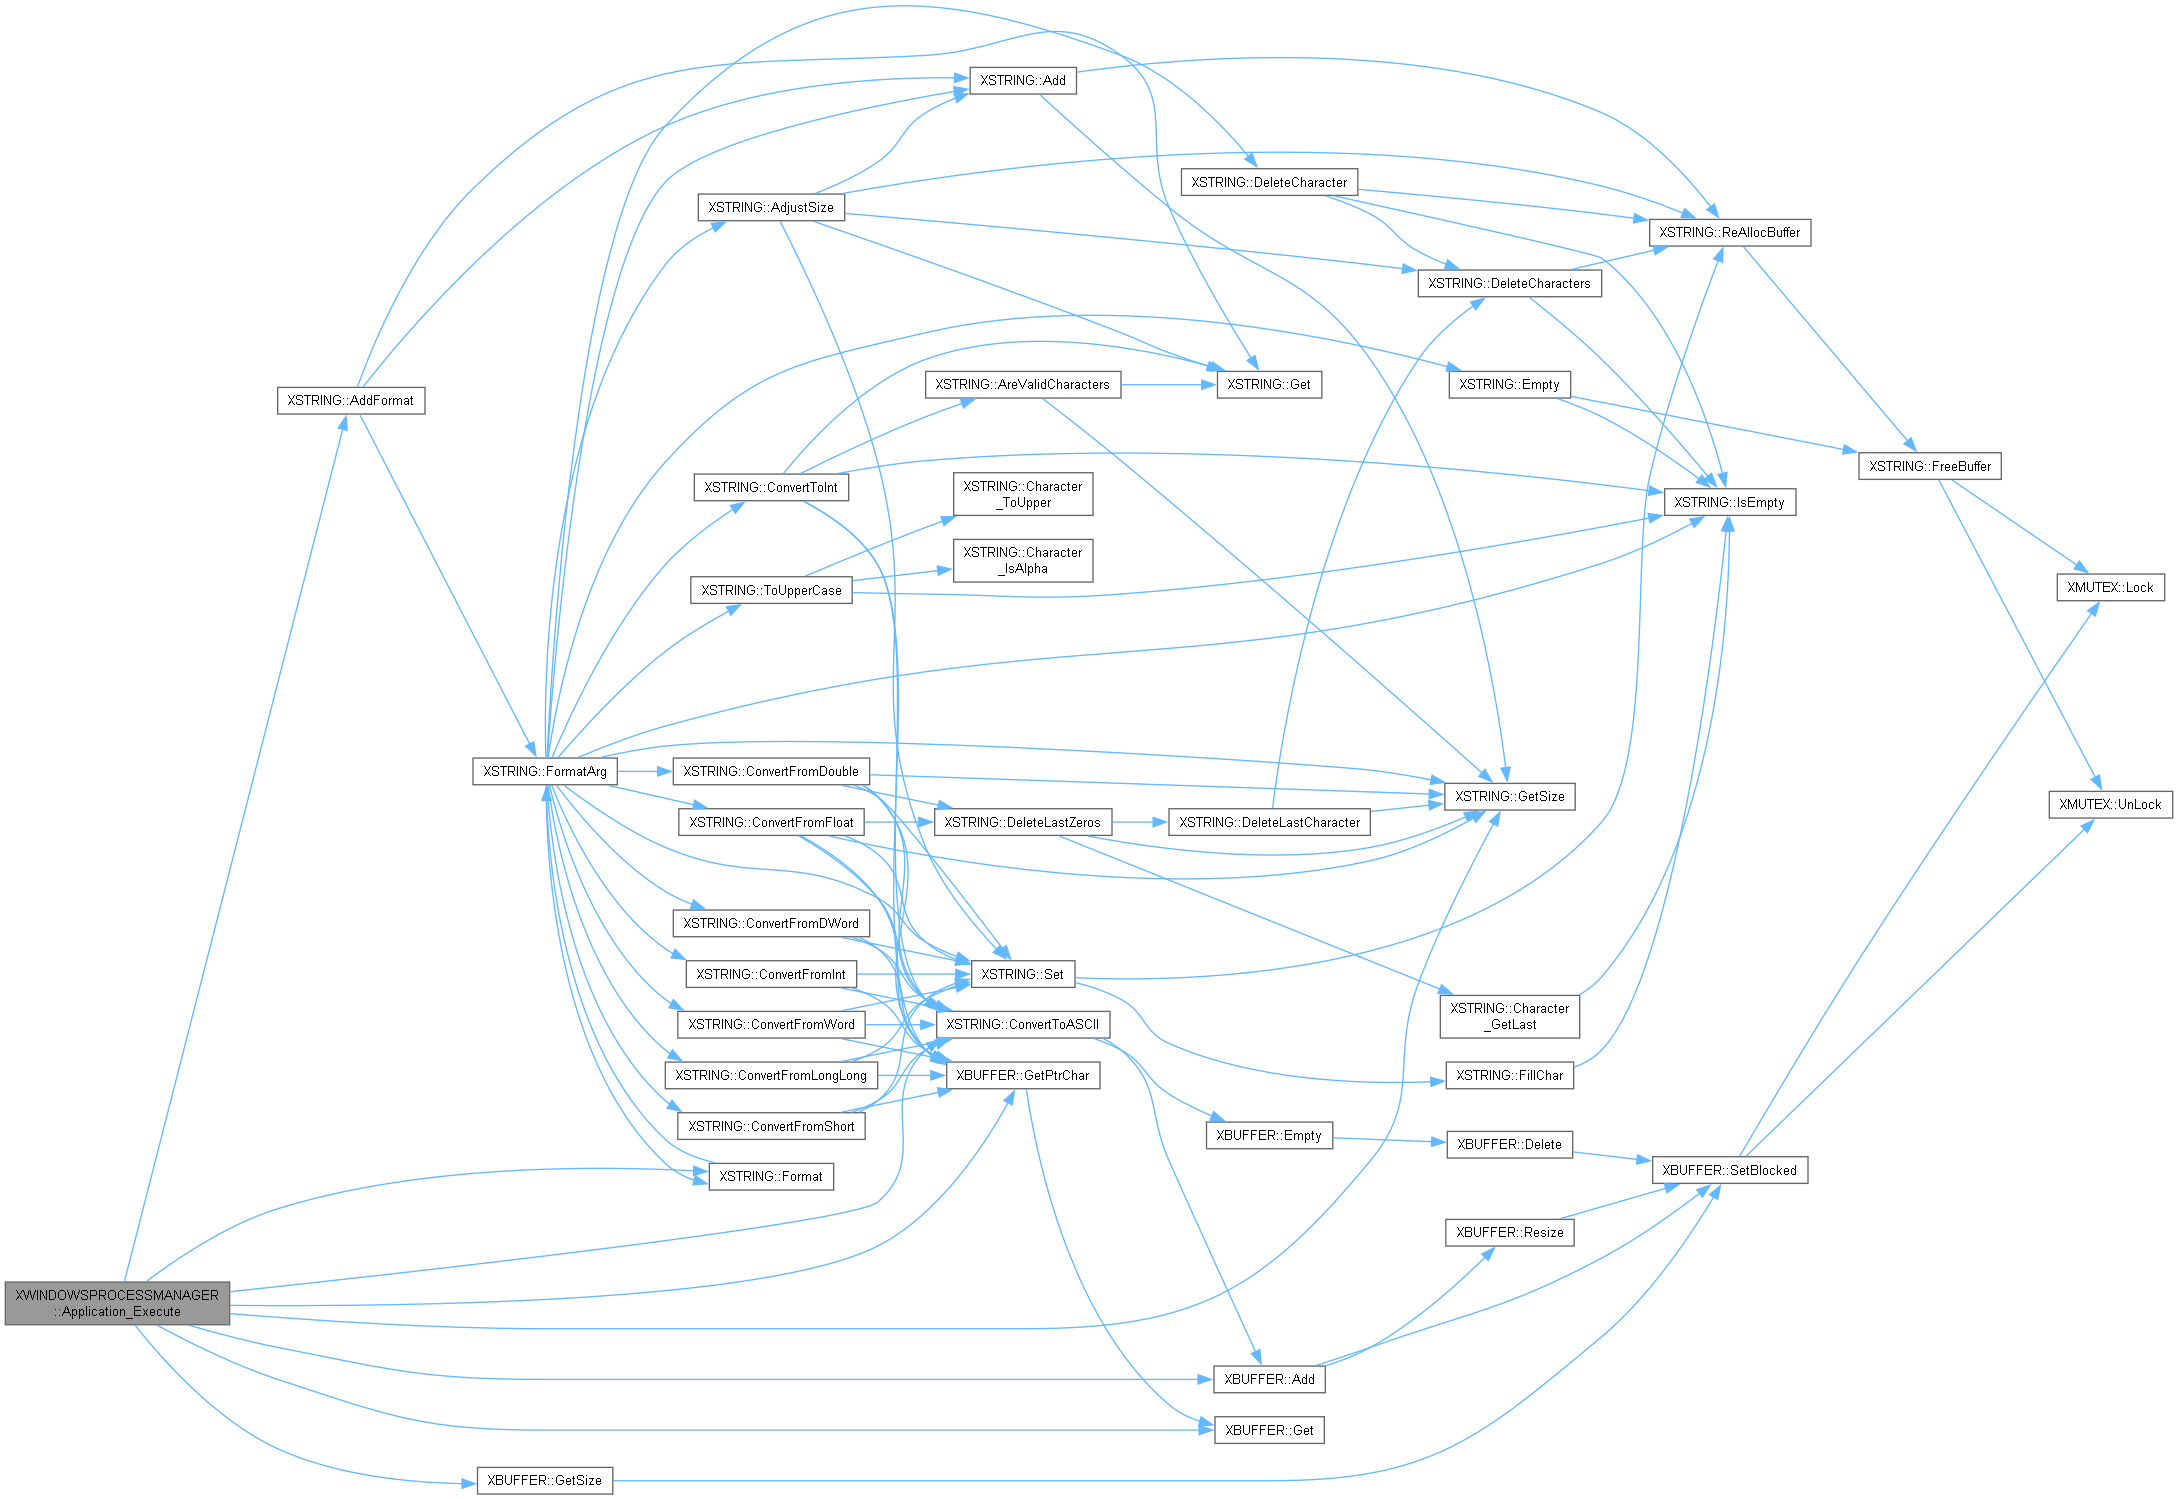 XSTRING::Add
XSTRING::DeleteCharacter
XSTRING::AdjustSize
XSTRING::ReAllocBuffer
XSTRING::DeleteCharacters
XSTRING::AddFormat
XSTRING::AreValidCharacters
XSTRING::Get
XSTRING::Empty
XSTRING::FreeBuffer
XSTRING::ConvertToInt
XSTRING::Character
_ToUpper
XSTRING::IsEmpty
XSTRING::Character
_IsAlpha
XSTRING::ToUpperCase
XMUTEX::Lock
XSTRING::FormatArg
XSTRING::ConvertFromDouble
XSTRING::GetSize
XMUTEX::UnLock
XSTRING::ConvertFromFloat
XSTRING::DeleteLastZeros
XSTRING::DeleteLastCharacter
XSTRING::ConvertFromDWord
XSTRING::ConvertFromInt
XSTRING::Set
XSTRING::Character
_GetLast
XSTRING::ConvertFromWord
XSTRING::ConvertToASCII
XSTRING::ConvertFromLongLong
XBUFFER::GetPtrChar
XSTRING::FillChar
XSTRING::ConvertFromShort
XBUFFER::Empty
XBUFFER::Delete
XSTRING::Format
XBUFFER::SetBlocked
XBUFFER::Resize
XWINDOWSPROCESSMANAGER
::Application_Execute
XBUFFER::Add
XBUFFER::Get
XBUFFER::GetSize